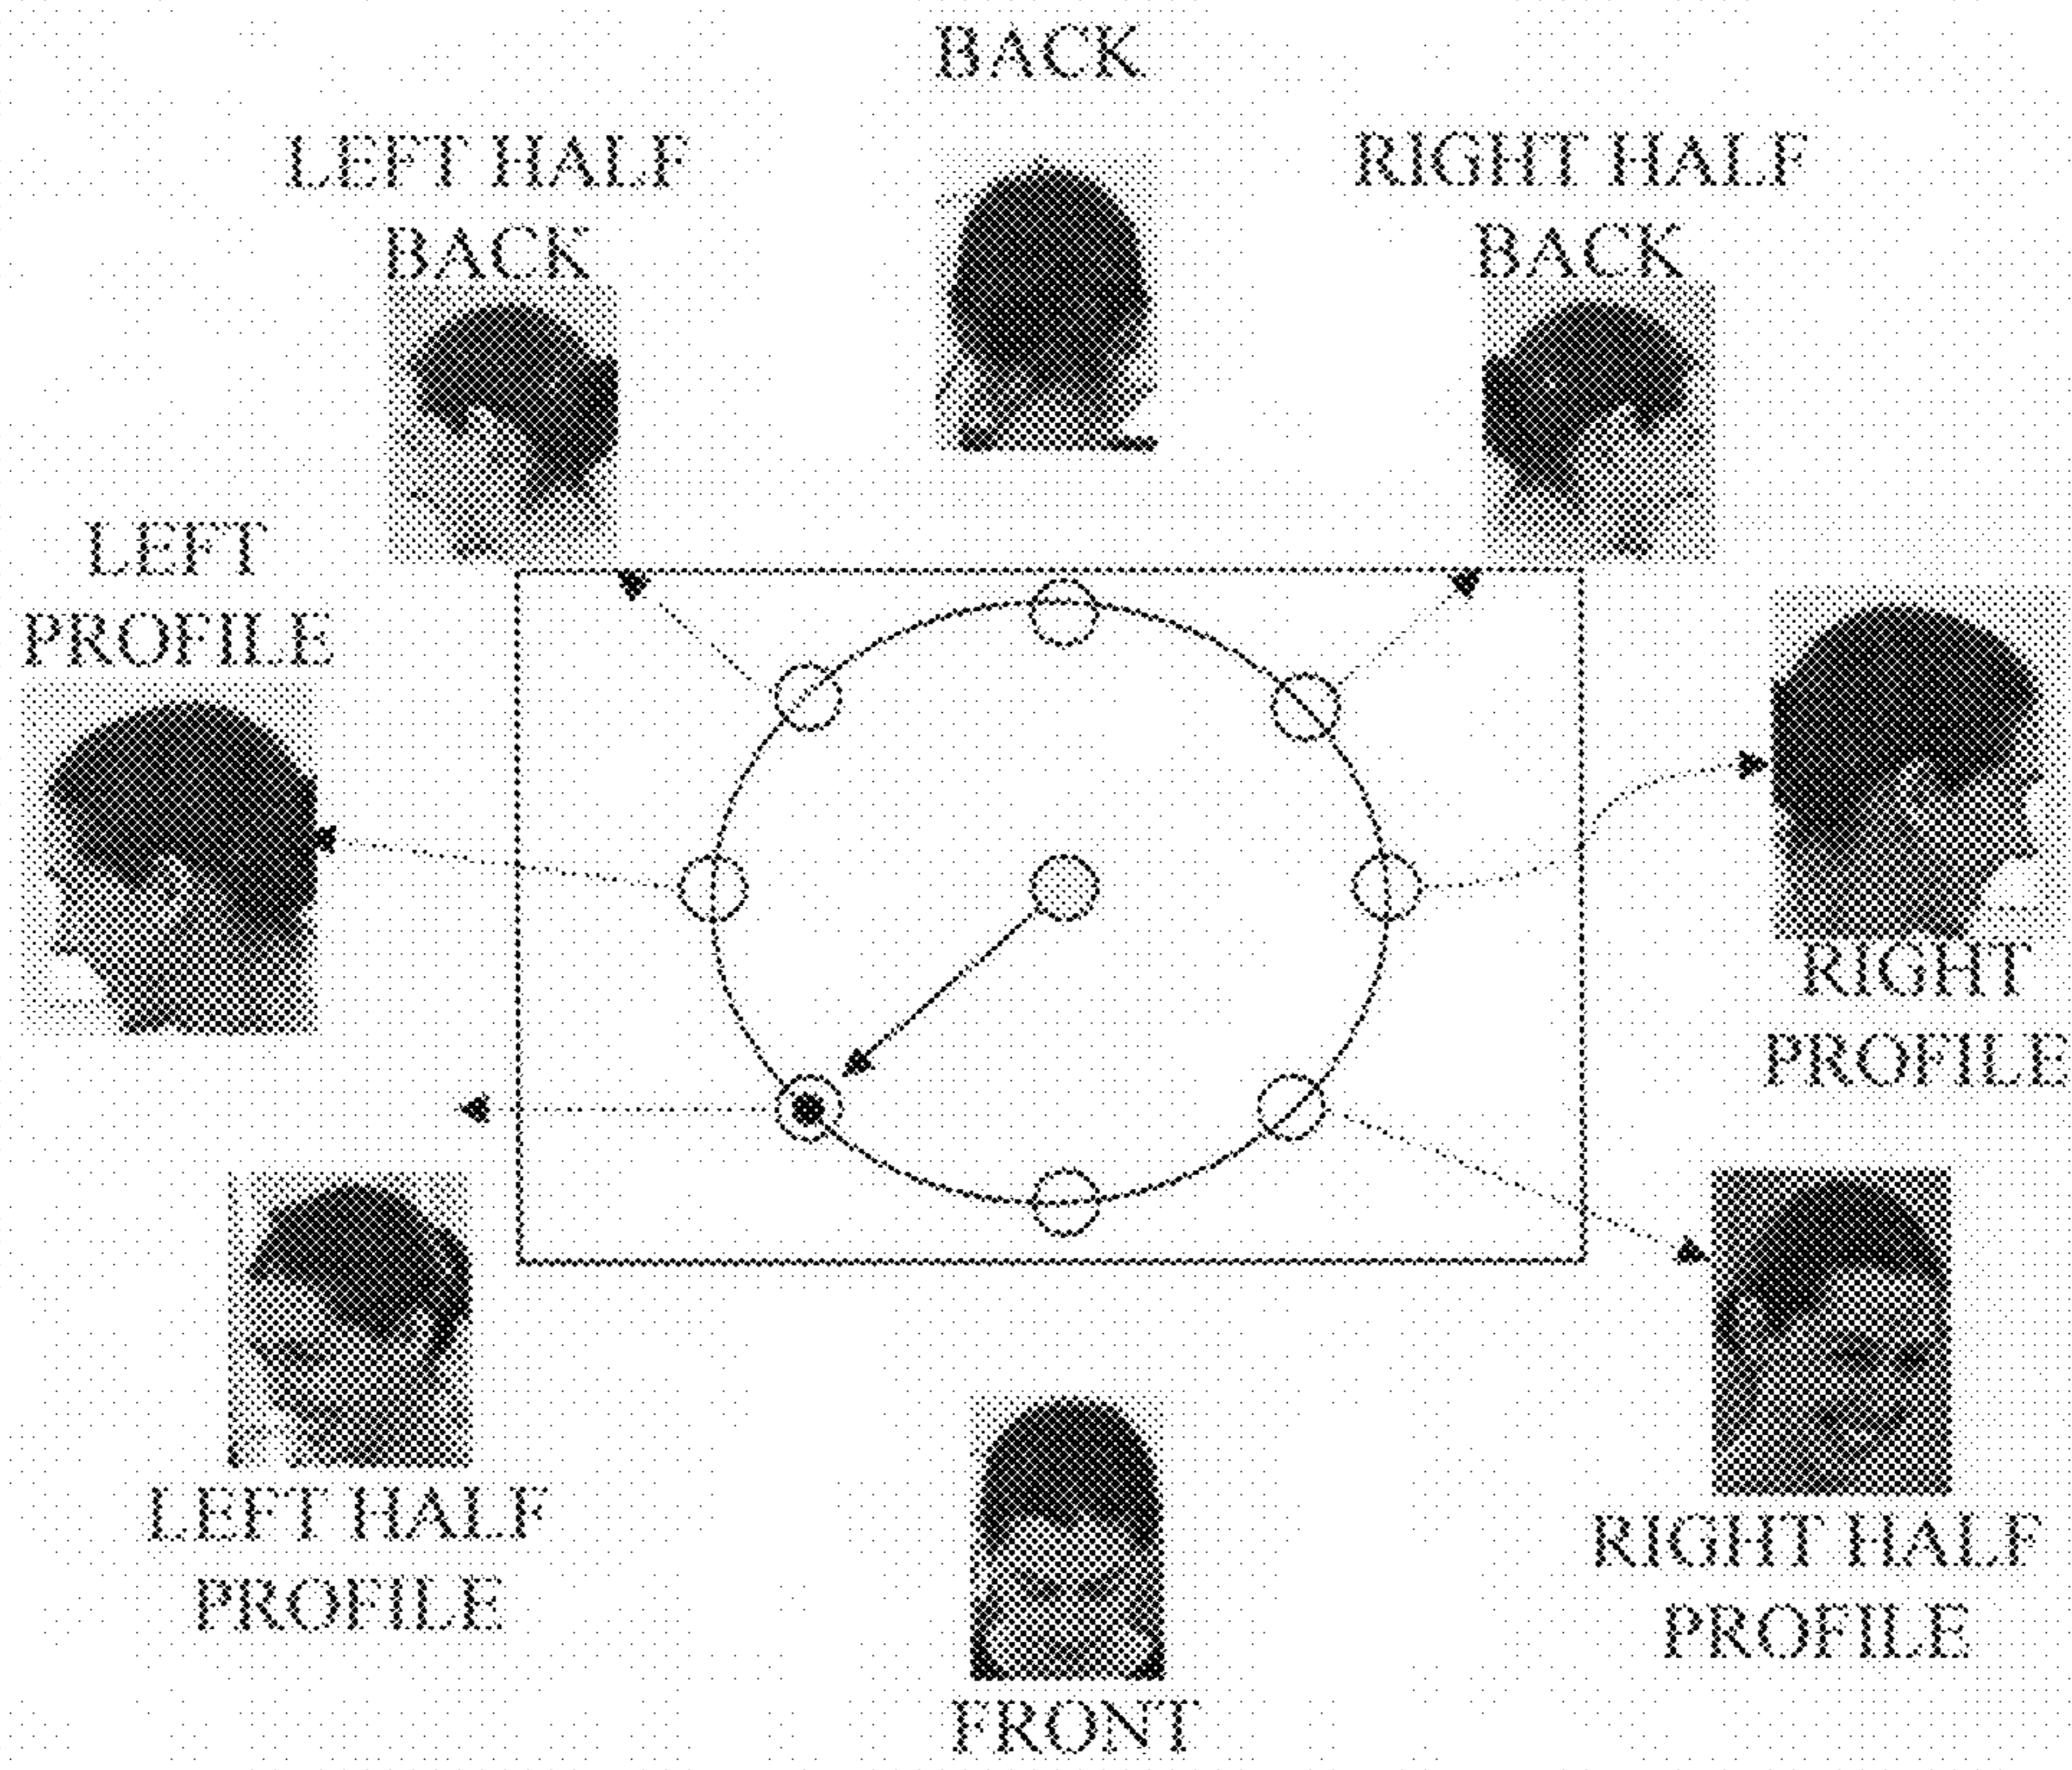 BACK
LEFT HALF
BACK
RIGHT HALF
BACK
LEFT
PROFILE
RIGHT
PROFILE
LEFT HALF
PROFILE
RIGHT HALF
PROFILE
FRONT